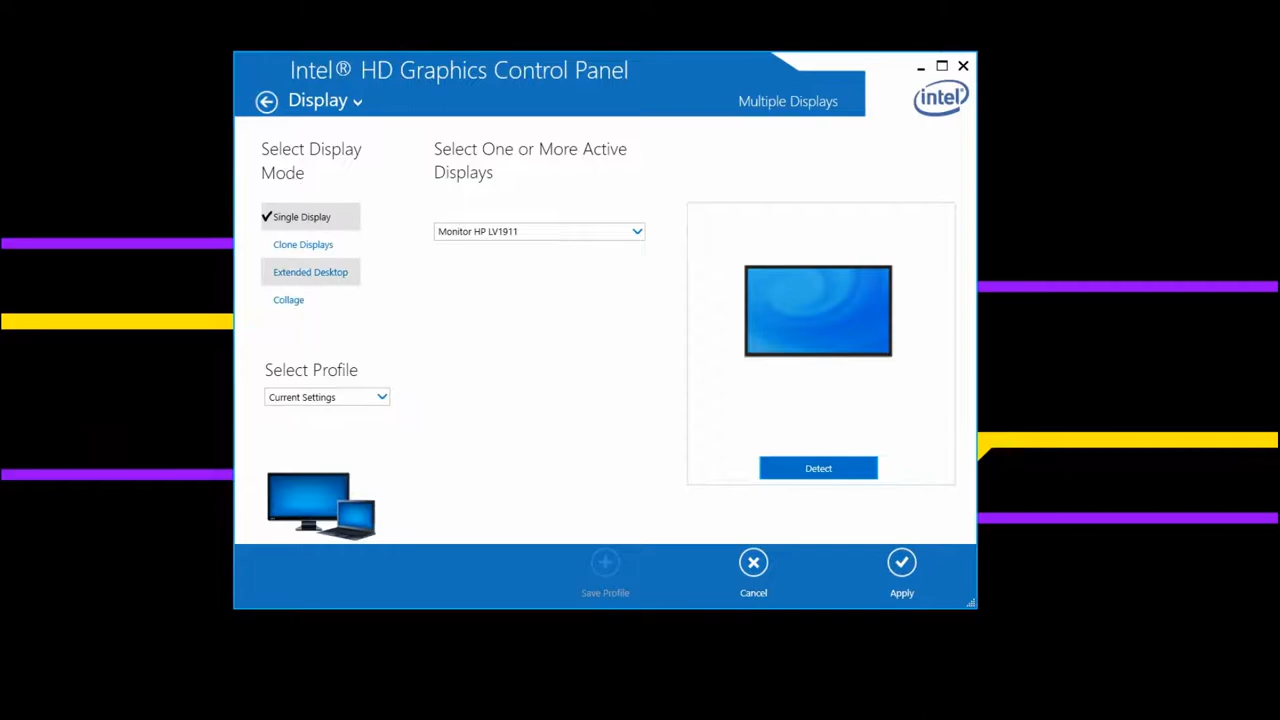 Intel® HD Graphics Control Panel
Display
Multiple Displays
intel
Select Display
Mode
Single Display
Clone Displays
Extended Desktop
Collage
Select Profile
Current Settings
Select One or More Active
Displays
Monitor HP LV1911
Detect
Save Profile
Cancel
Apply